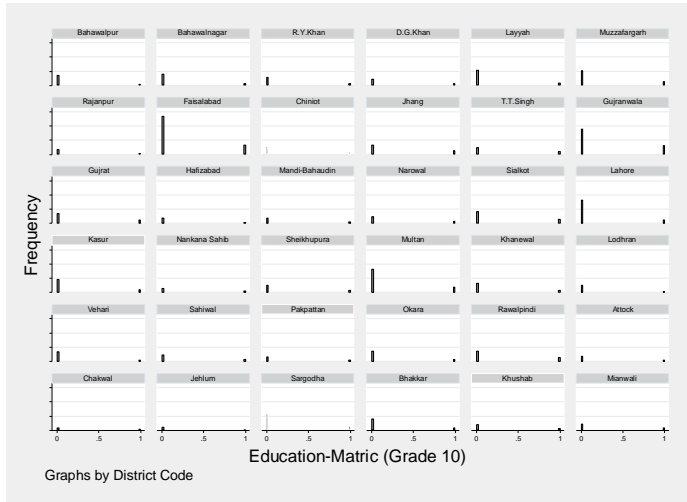 Bahawalpur Bahawalnagar R.Y.Khan D.G.Khan Layyah Muzzafargarh
Rajanpur Faisalabad Chiniot Jhang T.T.Singh Gujranwala
Gujrat Hafizabad Mandi-Bahaudin Narowal Sialkot Lahore
Kasur Nankana Sahib Sheikhupura Multan Khanewal Lodhran
Vehari Sahiwal Pakpattan Okara Rawalpindi Attock
Chakwal Jehlum Sargodha Bhakkar Khushab Mianwali
Frequency
0 .5 1 0 .5 1 0 .5 1 0 .5 1 0 .5 1 0 .5 1
Education-Matric (Grade 10)
Graphs by District Code